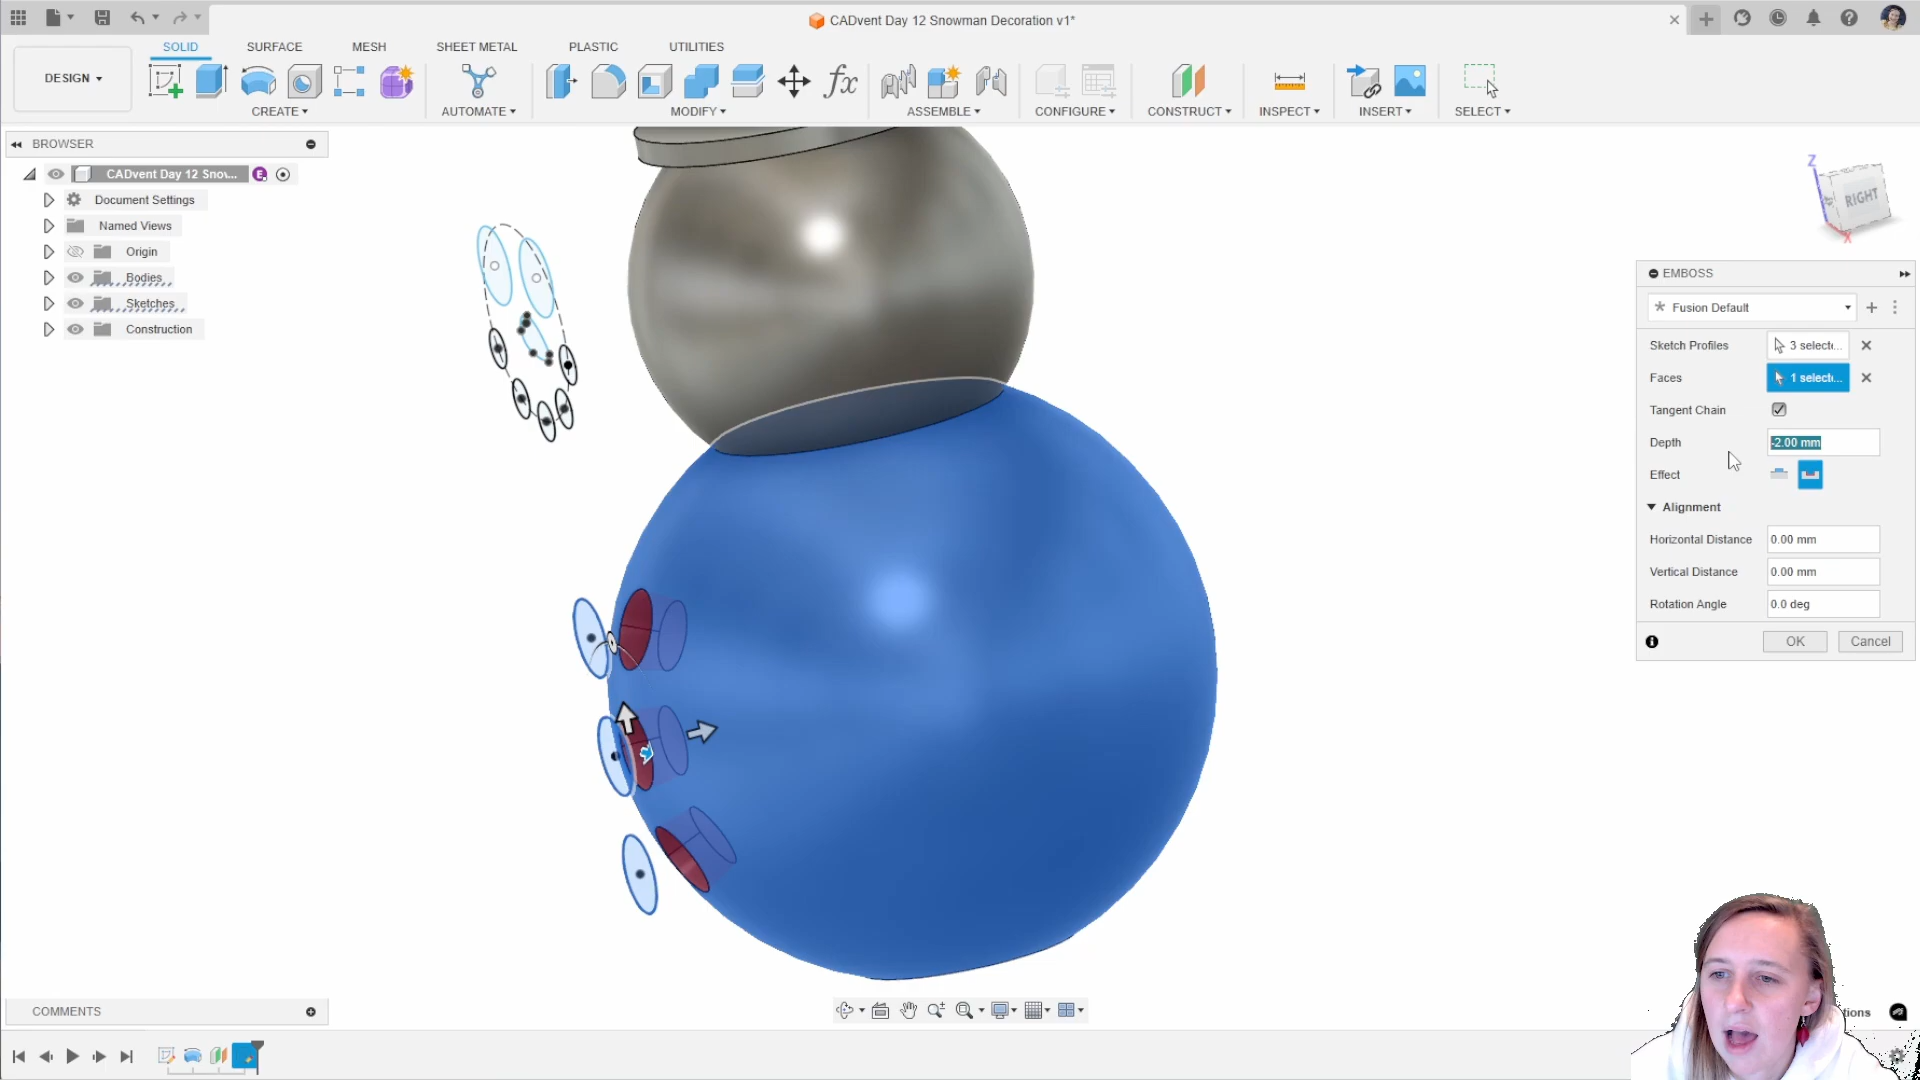 CADvent Day 12 Snowman Decoration v1*
SOLID SURFACE MESH SHEET METAL PLASTIC UTILITIES
DESIGN
CREATE AUTOMATE MODIFY ASSEMBLE CONFIGURE CONSTRUCT INSPECT INSERT SELECT
fx
BROWSER
CADvent Day 12 Snov...
E
Document Settings
Named Views
Origin
Bodies
Sketches
Construction
Z
RIGHT
X
EMBOSS
* Fusion Default
Sketch Profiles 3 select...
Faces 1 select...
Tangent Chain
Depth -2.00 mm
Effect
Alignment
Horizontal Distance 0.00 mm
Vertical Distance 0.00 mm
Rotation Angle 0.0 deg
OK Cancel
COMMENTS
tions